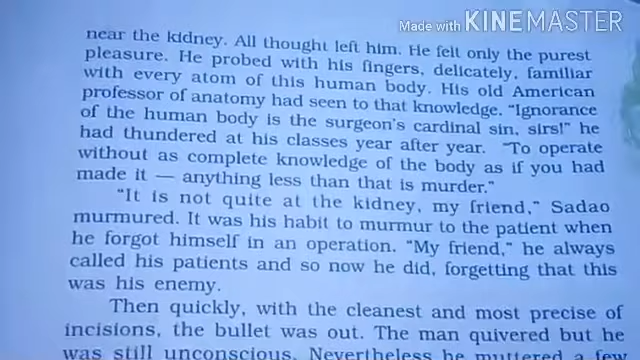 Made with KINEMASTER
near the kidney. All thought left him. He felt only the purest
pleasure. He probed with his fingers, delicately, familiar
with every atom of this human body. His old American
professor of anatomy had seen to that knowledge. “Ignorance
of the human body is the surgeon’s cardinal sin, sirs!” he
had thundered at his classes year after year. “To operate
without as complete knowledge of the body as if you had
made it — anything less than that is murder.”
“It is not quite at the kidney, my friend,” Sadao
murmured. It was his habit to murmur to the patient when
he forgot himself in an operation. “My friend,” he always
called his patients and so now he did, forgetting that this
was his enemy.
Then quickly, with the cleanest and most precise of
incisions, the bullet was out. The man quivered but he
was still unconscious. Nevertheless he muttered a few